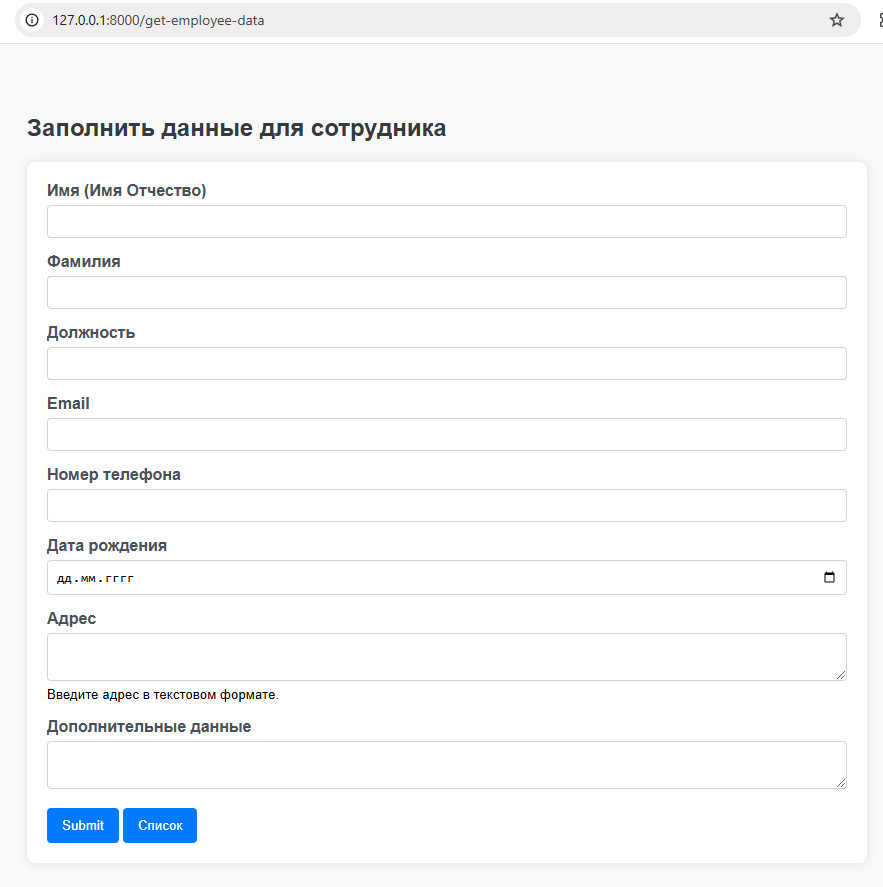 127.0.0.1:8000/get-employee-data
Заполнить данные для сотрудника
Имя (Имя Отчество)
Фамилия
Должность
Email
Номер телефона
Дата рождения
дд.мм.гггг
Адрес
Введите адрес в текстовом формате.
Дополнительные данные
Submit Список